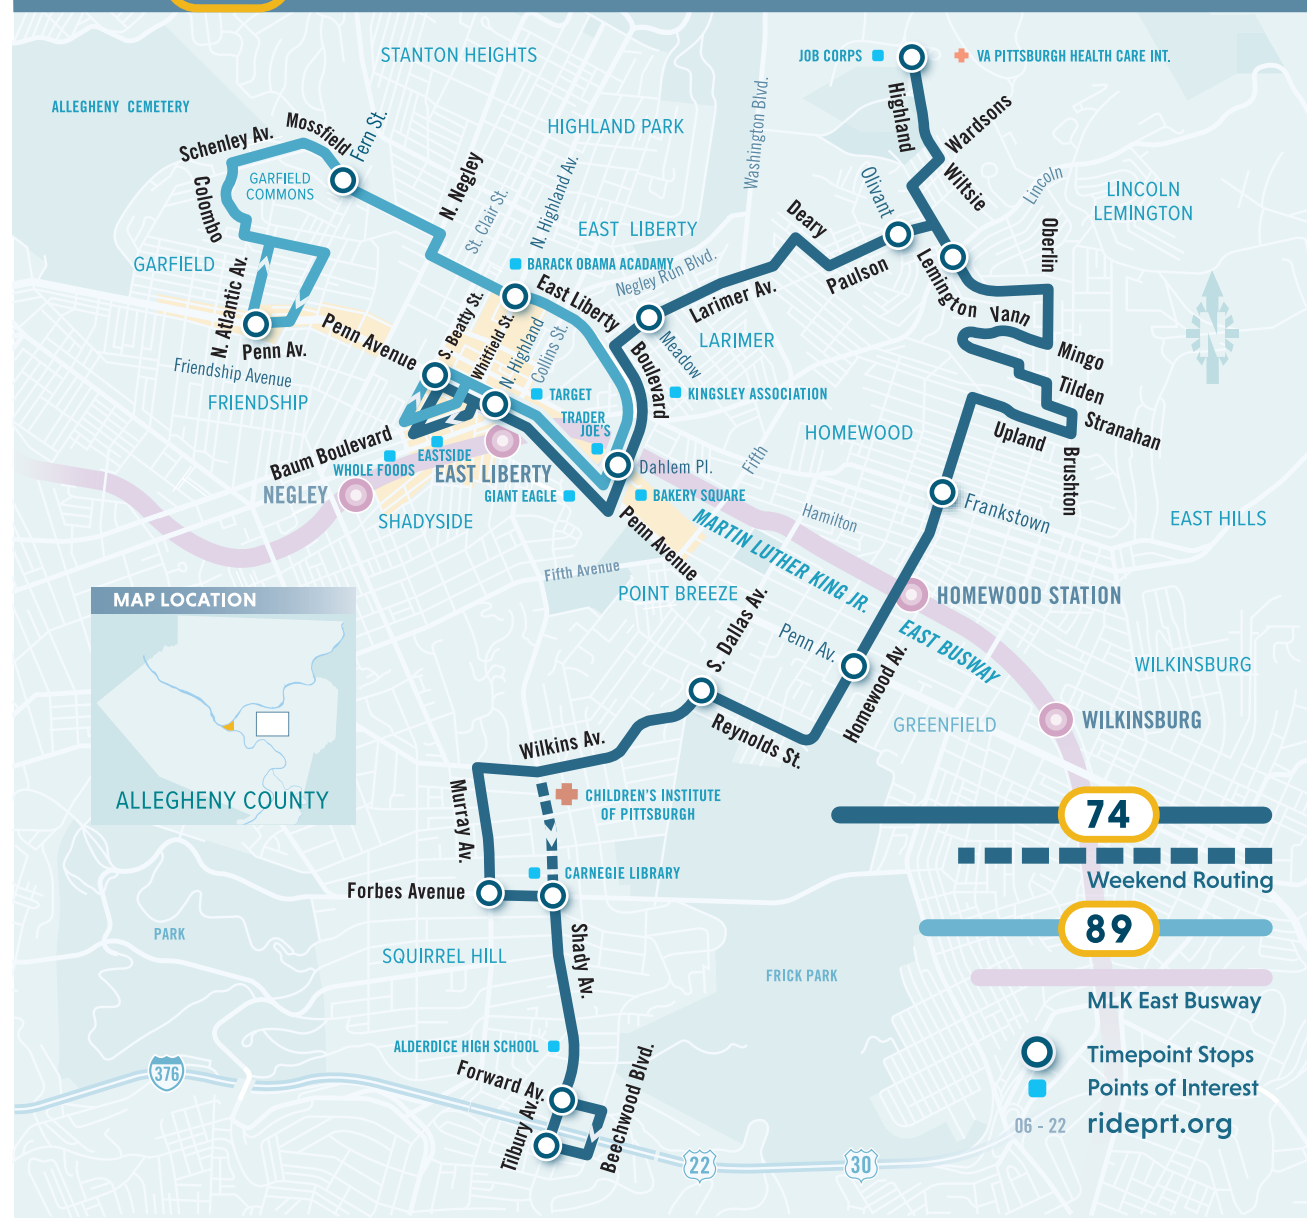 STANTON HEIGHTS
JOB CORPS
VA PITTSBURGH HEALTH CARE INT.
ALLEGHENY CEMETERY
Highland
Wardsons
Washington Blvd.
Mossfield
Fern St.
HIGHLAND PARK
Schenley Av.
GARFIELD
COMMONS
N. Negley
N. Highland Av.
Olivant
Wiltsie
Lincoln
LINCOLN
LEMINGTON
Colombo
St. Clair St.
EAST LIBERTY
Deary
Oberlin
GARFIELD
BARACK OBAMA ACADAMY
Negley Run Blvd.
Paulson
Lemington
N. Atlantic Av.
East Liberty
Boulevard
Larimer Av.
Vann
Penn Avenue
S. Beatty St.
Whitfield St.
N. Highland
Collins St.
Meadow
LARIMER
Mingo
Penn Av.
Friendship Avenue
FRIENDSHIP
TARGET
KINGSLEY ASSOCIATION
Tilden
TRADER
JOE'S
Stranahan
HOMEWOOD
Upland
Baum Boulevard
EASTSIDE
WHOLE FOODS
EAST LIBERTY
Dahlem Pl.
Fifth
Brushton
NEGLEY
GIANT EAGLE
BAKERY SQUARE
Frankstown
SHADYSIDE
Hamilton
EAST HILLS
Penn Avenue
MARTIN LUTHER KING JR.
EAST BUSWAY
Fifth Avenue
POINT BREEZE
HOMEWOOD STATION
MAP LOCATION
S. Dallas Av.
Penn Av.
WILKINSBURG
Homewood Av.
GREENFIELD
WILKINSBURG
Reynolds St.
Wilkins Av.
ALLEGHENY COUNTY
Murray Av.
CHILDREN'S INSTITUTE
OF PITTSBURGH
74
Weekend Routing
CARNEGIE LIBRARY
Forbes Avenue
89
PARK
Shady Av.
SQUIRREL HILL
FRICK PARK
MLK East Busway
ALDERDICE HIGH SCHOOL
Timepoint Stops
376
Forward Av.
Beechwood Blvd.
Points of Interest
Tilbury Av.
06 - 22
rideprt.org
22
30